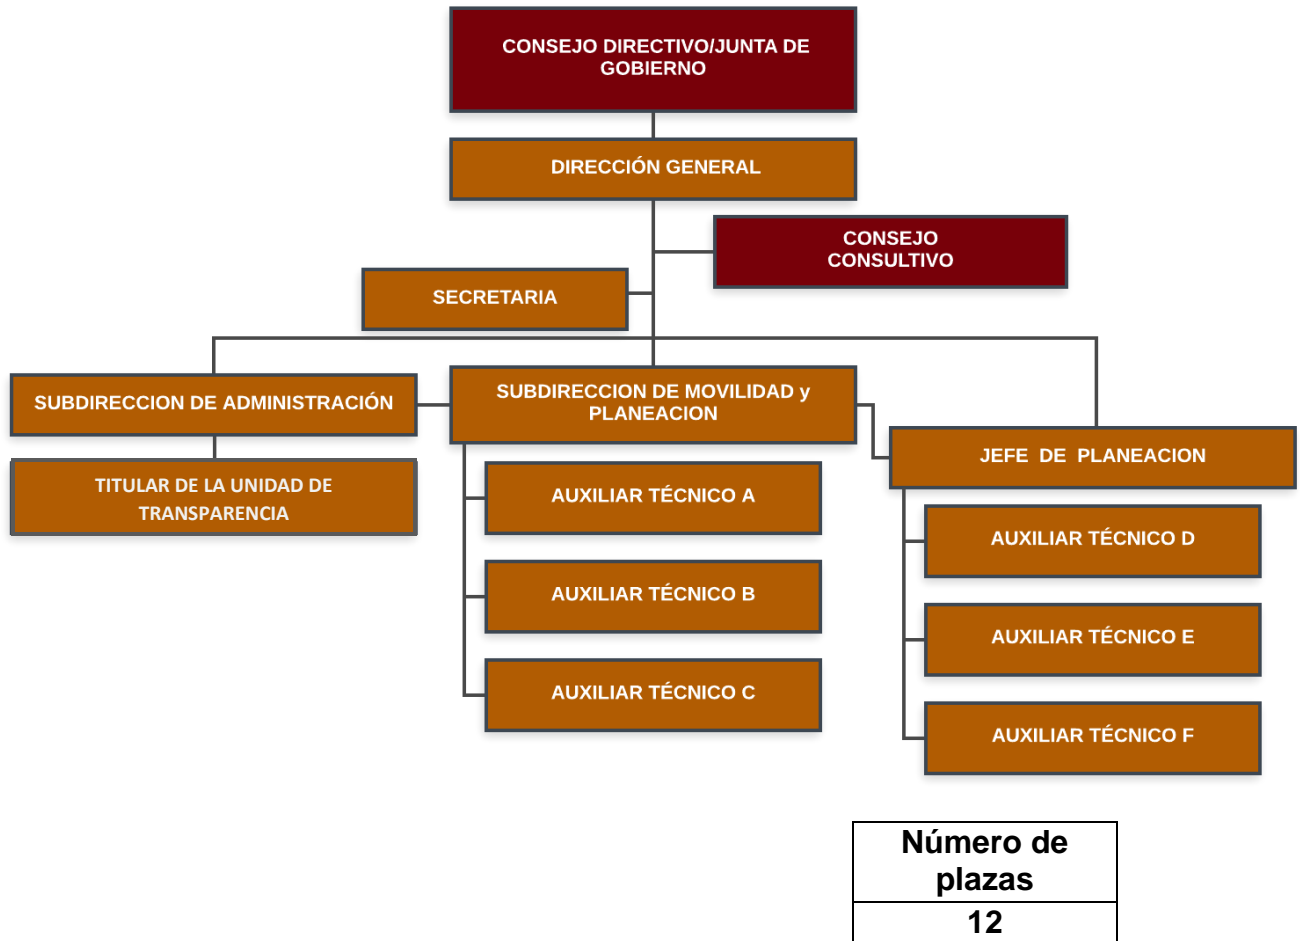 CONSEJO DIRECTIVO/JUNTA DE
GOBIERNO
DIRECCIÓN GENERAL
CONSEJO
CONSULTIVO
SECRETARIA
SUBDIRECCION DE ADMINISTRACIÓN
TITULAR DE LA UNIDAD DE
TRANSPARENCIA
SUBDIRECCION DE MOVILIDAD y
PLANEACION
AUXILIAR TÉCNICO A
AUXILIAR TÉCNICO B
AUXILIAR TÉCNICO C
JEFE DE PLANEACION
AUXILIAR TÉCNICO D
AUXILIAR TÉCNICO E
AUXILIAR TÉCNICO F
Número de
plazas
12